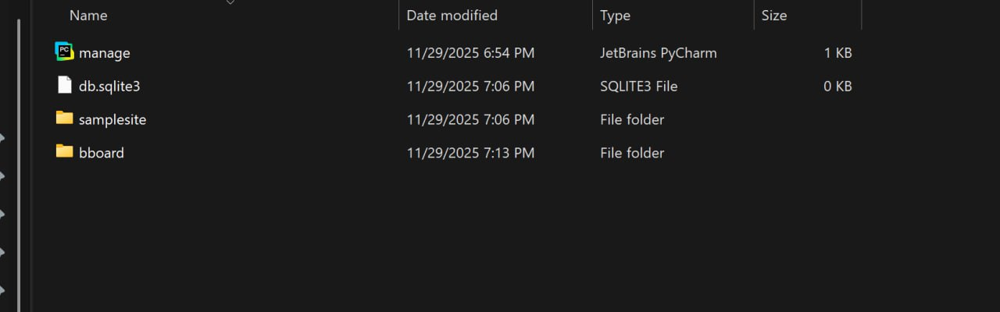 Name Date modified Type Size
PC manage 11/29/2025 6:54 PM JetBrains PyCharm 1 KB
db.sqlite3 11/29/2025 7:06 PM SQLITE3 File 0 KB
samplesite 11/29/2025 7:06 PM File folder
bboard 11/29/2025 7:13 PM File folder